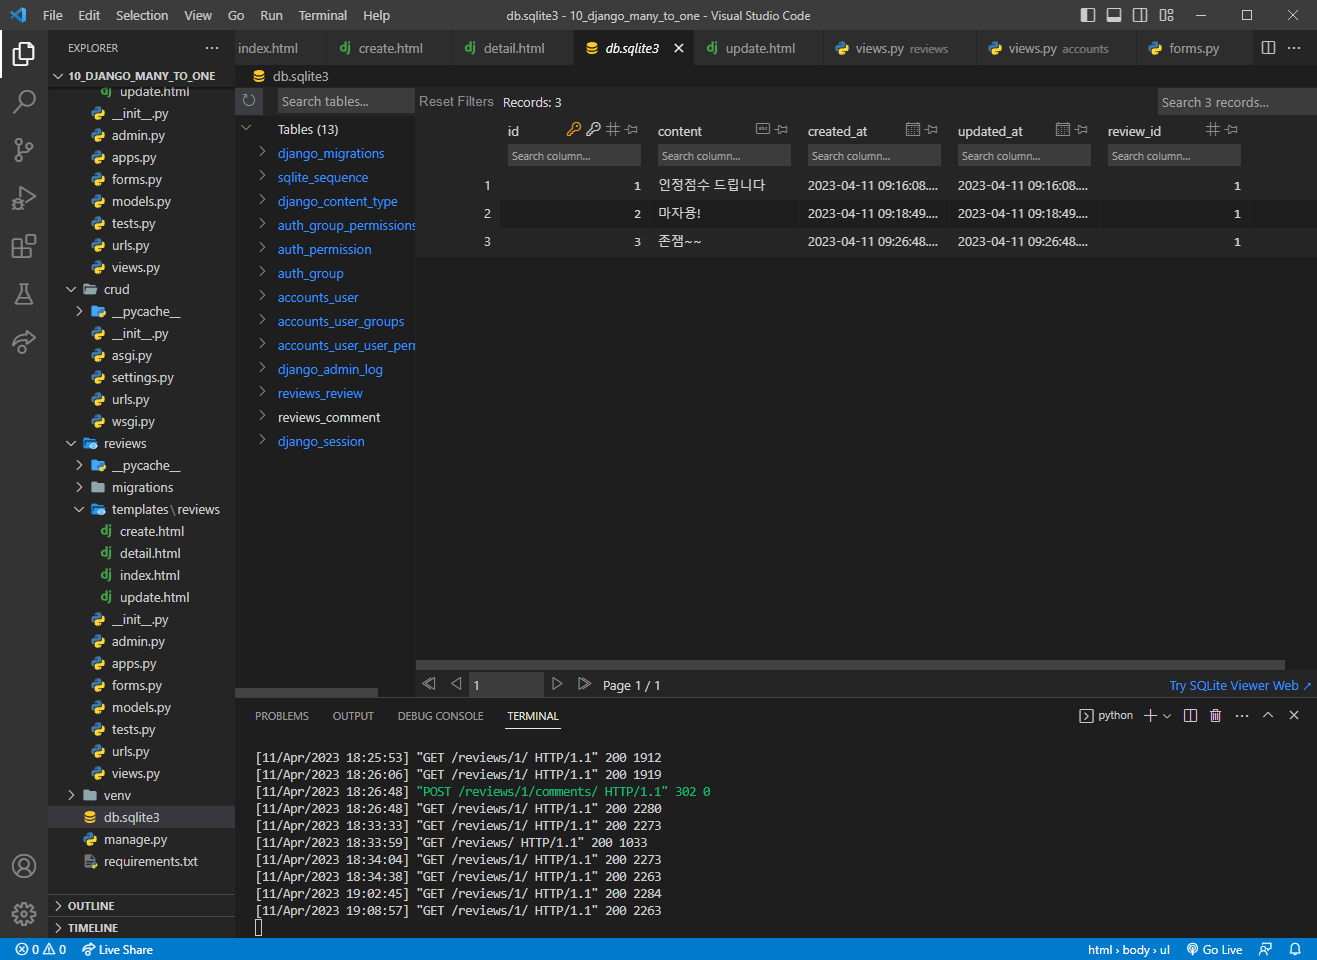 File Edit Selection View Go Run Terminal Help
db.sqlite3 - 10_django_many_to_one - Visual Studio Code
EXPLORER
index.html
create.html
detail.html
db.sqlite3
update.html
views.py reviews
views.py accounts
forms.py
10_DJANGO_MANY_TO_ONE
update.html
__init__.py
admin.py
apps.py
forms.py
models.py
tests.py
urls.py
views.py
crud
__pycache__
__init__.py
asgi.py
settings.py
urls.py
wsgi.py
reviews
__pycache__
migrations
templates\reviews
create.html
detail.html
index.html
update.html
__init__.py
admin.py
apps.py
forms.py
models.py
tests.py
urls.py
views.py
venv
db.sqlite3
manage.py
requirements.txt
OUTLINE
TIMELINE
db.sqlite3
Search tables...
Reset Filters Records: 3
Search 3 records...
Tables (13)
django_migrations
sqlite_sequence
django_content_type
auth_group_permissions
auth_permission
auth_group
accounts_user
accounts_user_groups
accounts_user_user_perr
django_admin_log
reviews_review
reviews_comment
django_session
id content created_at updated_at review_id
Search column... Search column... Search column... Search column... Search column...
1 1 인정점수 드립니다 2023-04-11 09:16:08.... 2023-04-11 09:16:08.... 1
2 2 마자용! 2023-04-11 09:18:49.... 2023-04-11 09:18:49.... 1
3 3 존잼~~ 2023-04-11 09:26:48.... 2023-04-11 09:26:48.... 1
1 Page 1 / 1
Try SQLite Viewer Web ↗
PROBLEMS OUTPUT DEBUG CONSOLE TERMINAL
python
[11/Apr/2023 18:25:53] "GET /reviews/1/ HTTP/1.1" 200 1912
[11/Apr/2023 18:26:06] "GET /reviews/1/ HTTP/1.1" 200 1919
[11/Apr/2023 18:26:48] "POST /reviews/1/comments/ HTTP/1.1" 302 0
[11/Apr/2023 18:26:48] "GET /reviews/1/ HTTP/1.1" 200 2280
[11/Apr/2023 18:33:33] "GET /reviews/1/ HTTP/1.1" 200 2273
[11/Apr/2023 18:33:59] "GET /reviews/ HTTP/1.1" 200 1033
[11/Apr/2023 18:34:04] "GET /reviews/1/ HTTP/1.1" 200 2273
[11/Apr/2023 18:34:38] "GET /reviews/1/ HTTP/1.1" 200 2263
[11/Apr/2023 19:02:45] "GET /reviews/1/ HTTP/1.1" 200 2284
[11/Apr/2023 19:08:57] "GET /reviews/1/ HTTP/1.1" 200 2263
0 0 Live Share
html › body › ul Go Live